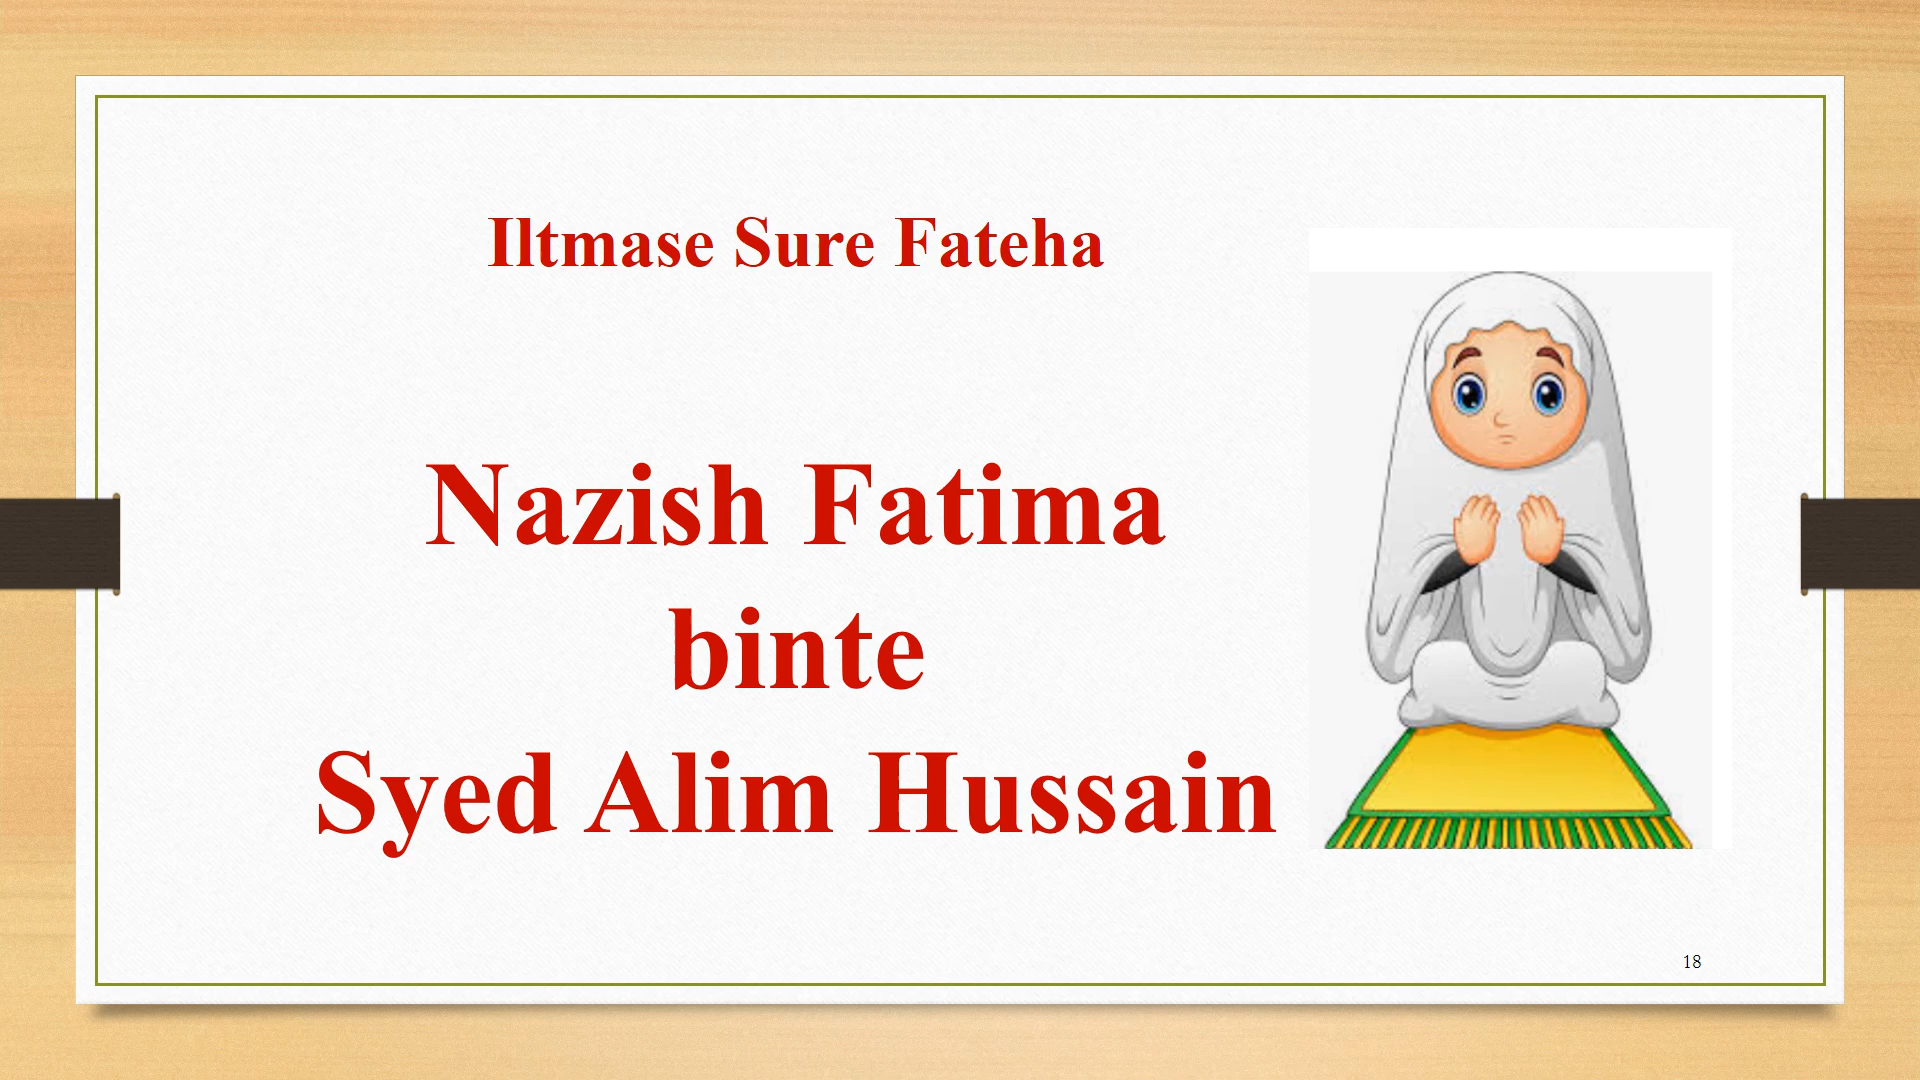 Iltmase Sure Fateha
Nazish Fatima
binte
Syed Alim Hussain
18